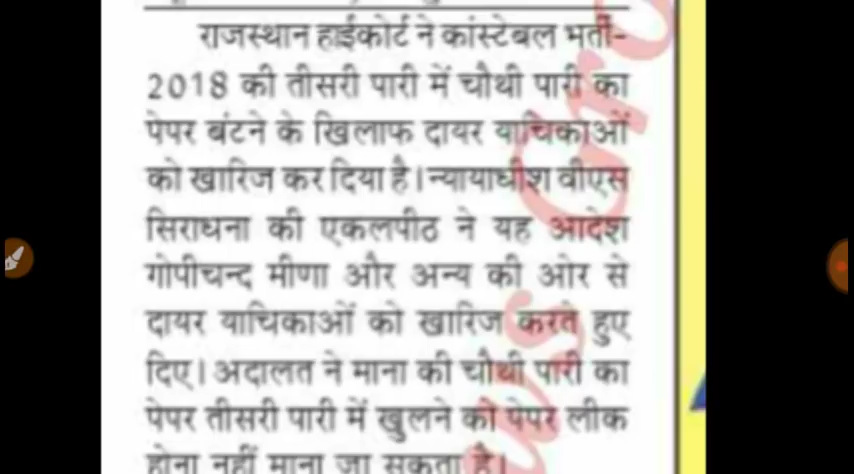 राजस्थान हाईकोर्ट ने कांस्टेबल भर्ती-
2018 की तीसरी पारी में चौथी पारी का
पेपर बंटने के खिलाफ दायर याचिकाओं
को खारिज कर दिया है। न्यायाधीश वीएस
सिराधना की एकलपीठ ने यह आदेश
गोपीचन्द मीणा और अन्य की ओर से
दायर याचिकाओं को खारिज करते हुए
दिए। अदालत ने माना की चौथी पारी का
पेपर तीसरी पारी में खुलने को पेपर लीक
होना नहीं माना जा सकता है।